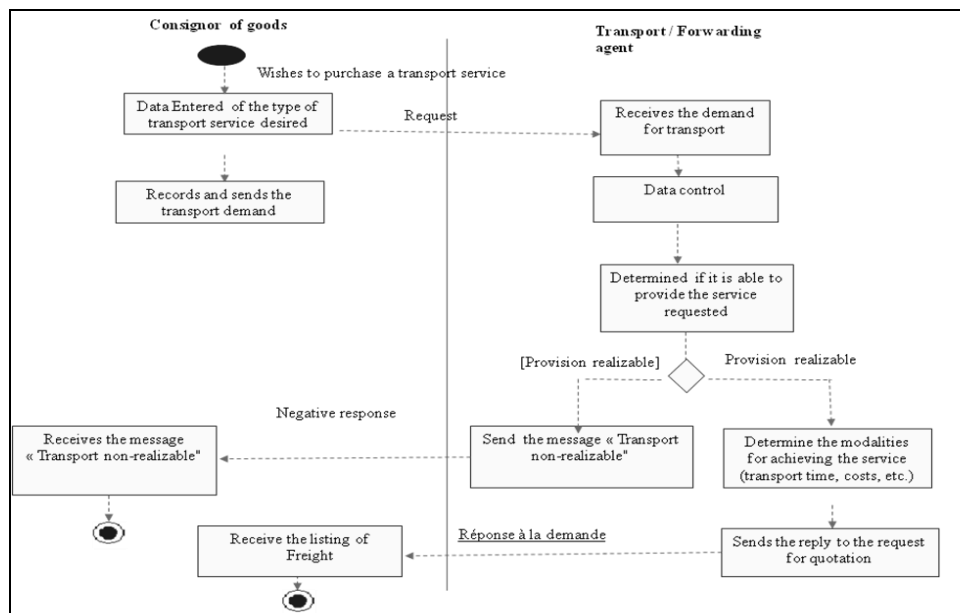 Consignor of goods
Transport / Forwarding
agent
Wishes to purchase a transport service
Data Entered of the type of
transport service desired
Request
Receives the demand
for transport
Records and sends the
transport demand
Data control
Determined if it is able to
provide the service
requested
[Provision realizable]
Provision realizable
Negative response
Receives the message
« Transport non-realizable"
Send the message « Transport
non-realizable"
Determine the modalities
for achieving the service
(transport time, costs, etc.)
Receive the listing of
Freight
Réponse à la demande
Sends the reply to the request
for quotation